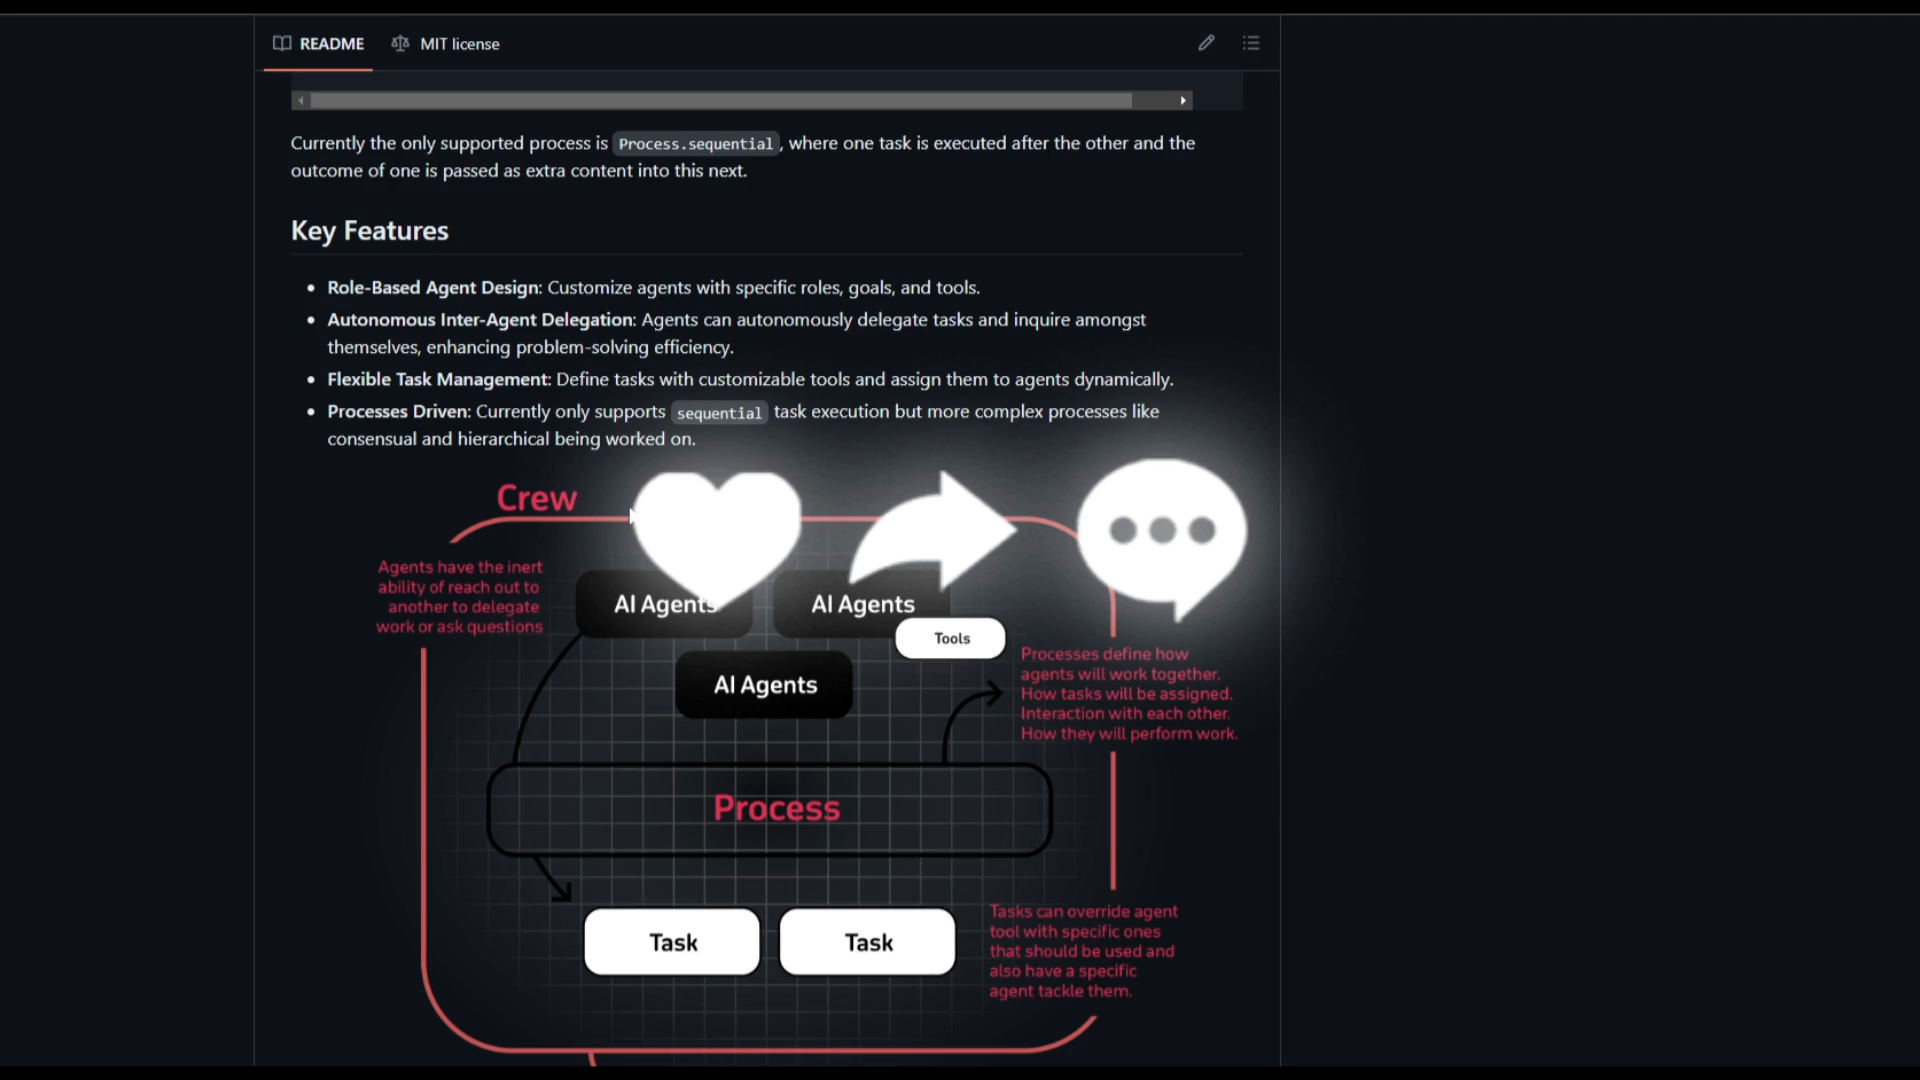 README
MIT license
Currently the only supported process is Process.sequential, where one task is executed after the other and the
outcome of one is passed as extra content into this next.
Key Features
Role-Based Agent Design: Customize agents with specific roles, goals, and tools.
Autonomous Inter-Agent Delegation: Agents can autonomously delegate tasks and inquire amongst
themselves, enhancing problem-solving efficiency.
Flexible Task Management: Define tasks with customizable tools and assign them to agents dynamically.
Processes Driven: Currently only supports sequential task execution but more complex processes like
consensual and hierarchical being worked on.
Crew
Agents have the inert
ability of reach out to
another to delegate
work or ask questions
AI Agents
AI Agents
Tools
AI Agents
Processes define how
agents will work together.
How tasks will be assigned.
Interaction with each other.
How they will perform work.
Process
Task
Task
Tasks can override agent
tool with specific ones
that should be used and
also have a specific
agent tackle them.